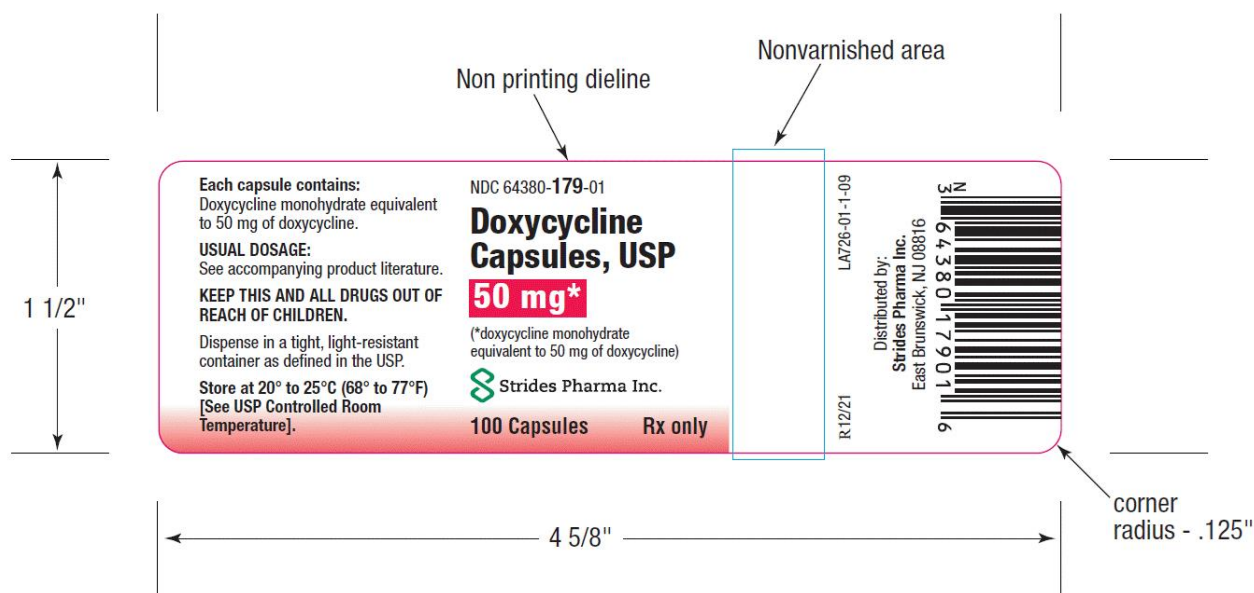 Nonvarnished area
Non printing dieline
1 1/2"
Each capsule contains:
Doxycycline monohydrate equivalent
to 50 mg of doxycycline.
USUAL DOSAGE:
See accompanying product literature.
KEEP THIS AND ALL DRUGS OUT OF
REACH OF CHILDREN.
Dispense in a tight, light-resistant
container as defined in the USP.
Store at 20° to 25°C (68° to 77°F)
[See USP Controlled Room
Temperature].
NDC 64380-179-01
Doxycycline
Capsules, USP
50 mg*
(*doxycycline monohydrate
equivalent to 50 mg of doxycycline)
Strides Pharma Inc.
100 Capsules Rx only
R12/21 LA726-01-1-09
Distributed by:
Strides Pharma Inc.
East Brunswick, NJ 08816
N
3 64380 17901 6
4 5/8"
corner
radius - .125"